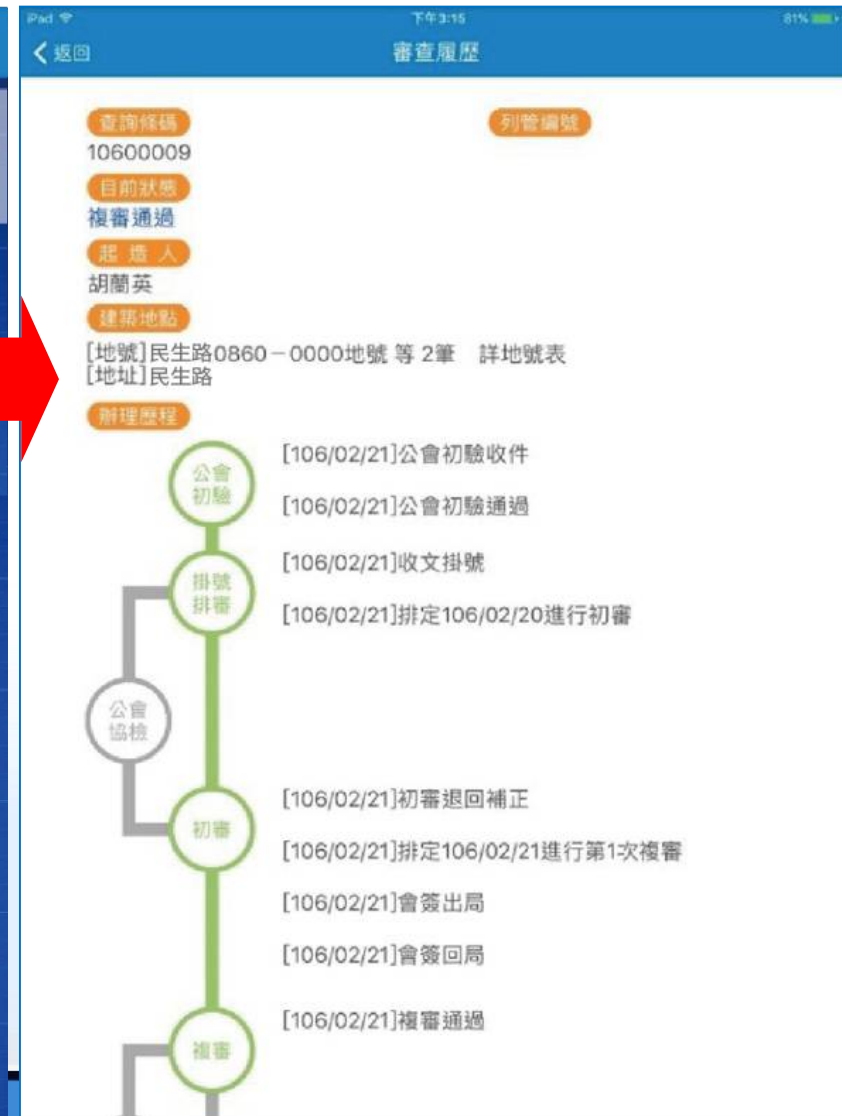 iPad 下午3:15 81%
返回 審查履歷
查詢條碼 列管編號
10600009
目前狀態
複審通過
起 造 人
胡蘭英
建築地點
[地號]民生路0860-0000地號 等 2筆 詳地號表
[地址]民生路
辦理歷程
公會
初驗
[106/02/21]公會初驗收件
[106/02/21]公會初驗通過
掛號
排審
[106/02/21]收文掛號
[106/02/21]排定106/02/20進行初審
公會
協檢
初審
[106/02/21]初審退回補正
[106/02/21]排定106/02/21進行第1次複審
[106/02/21]會簽出局
[106/02/21]會簽回局
複審
[106/02/21]複審通過